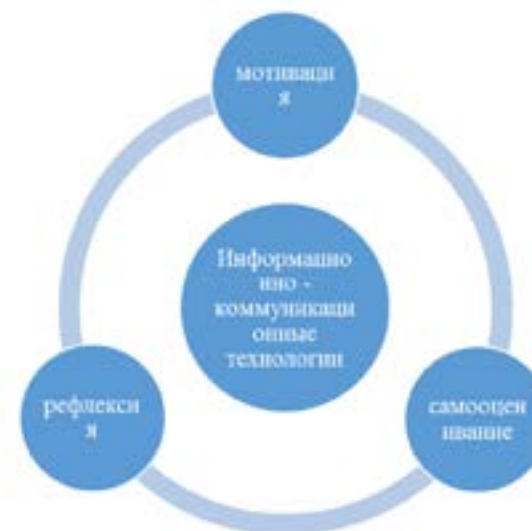 мотиваци
я
Информацио
нно -
коммуникаци
онные
технологии
рефлекси
я
самооцен
ивание